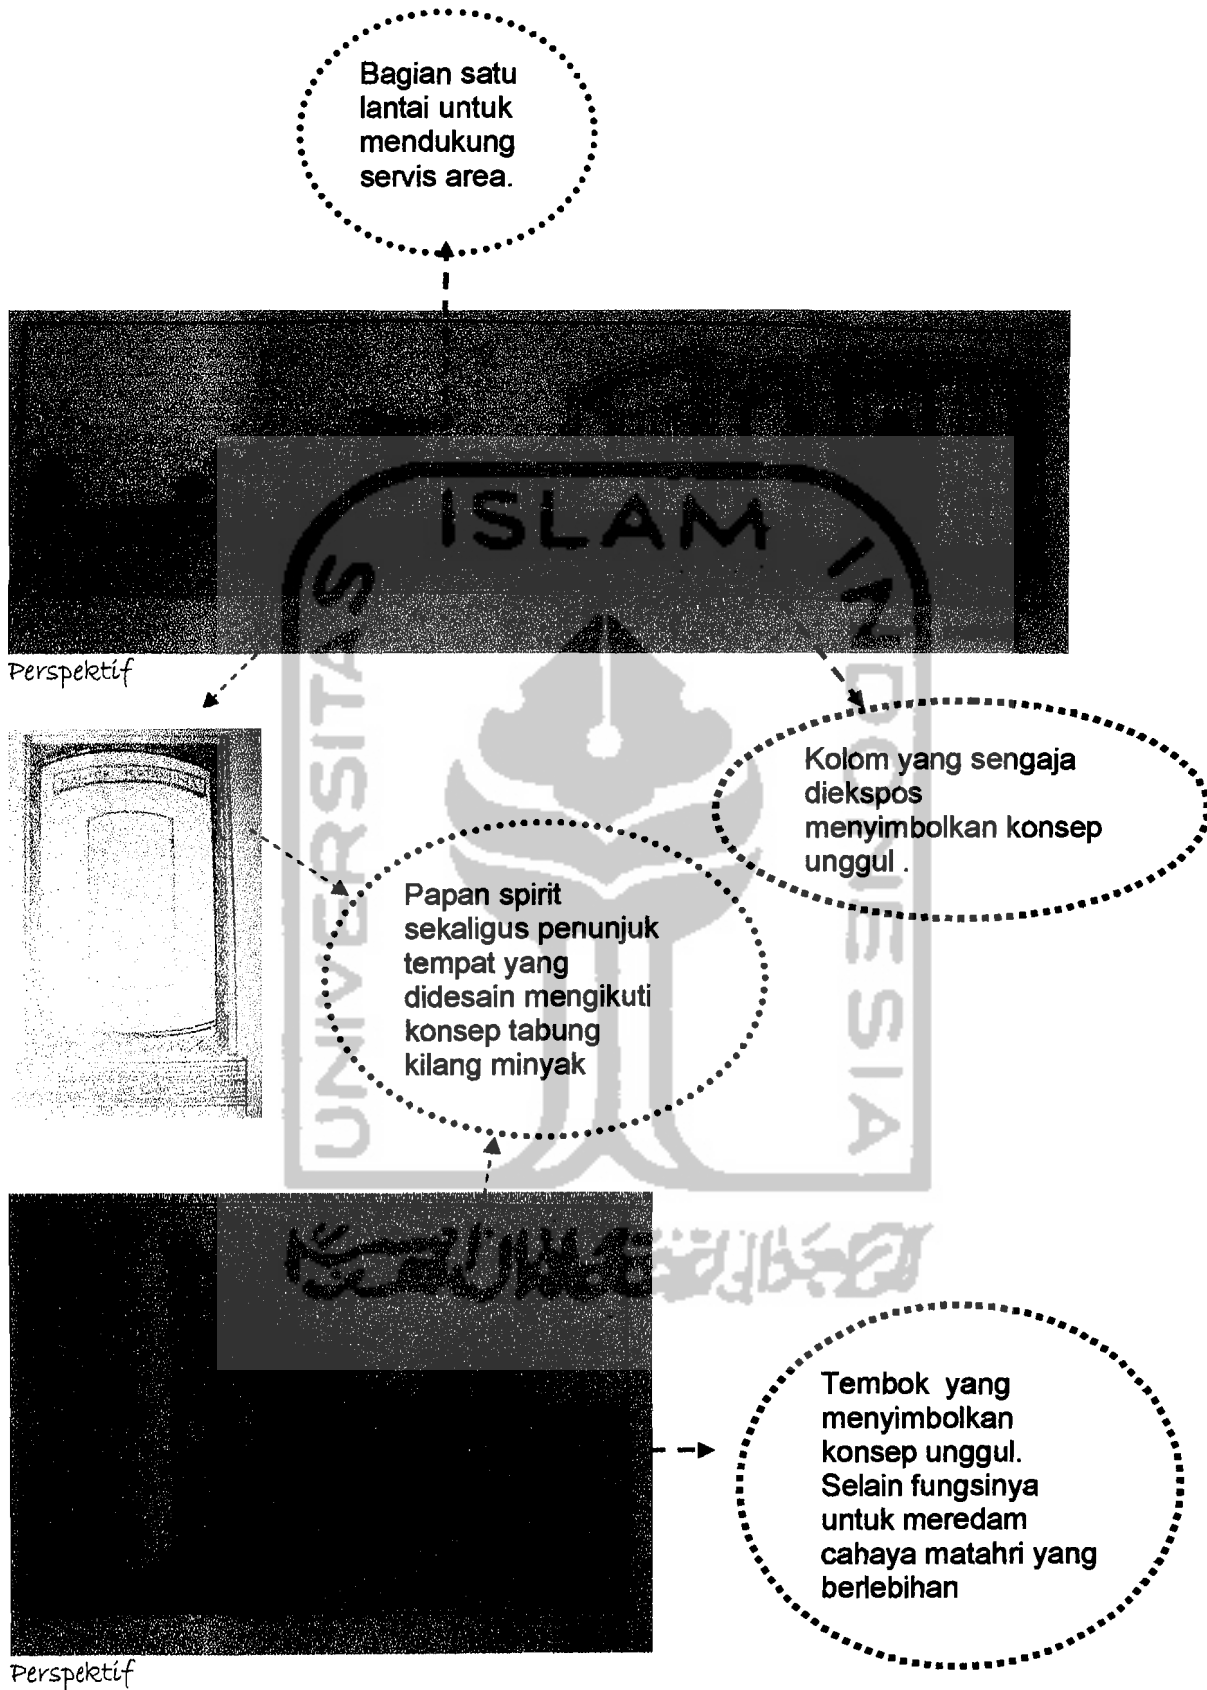 Bagian satu
lantai untuk
mendukung
servis area.
UNIVERSITAS ISLAM INDONESIA
Perspektif
Kolom yang sengaja
diekspos
menyimbolkan konsep
unggul .
Papan spirit
sekaligus penunjuk
tempat yang
didesain mengikuti
konsep tabung
kilang minyak
Tembok yang
menyimbolkan
konsep unggul.
Selain fungsinya
untuk meredam
cahaya matahri yang
berlebihan
Perspektif